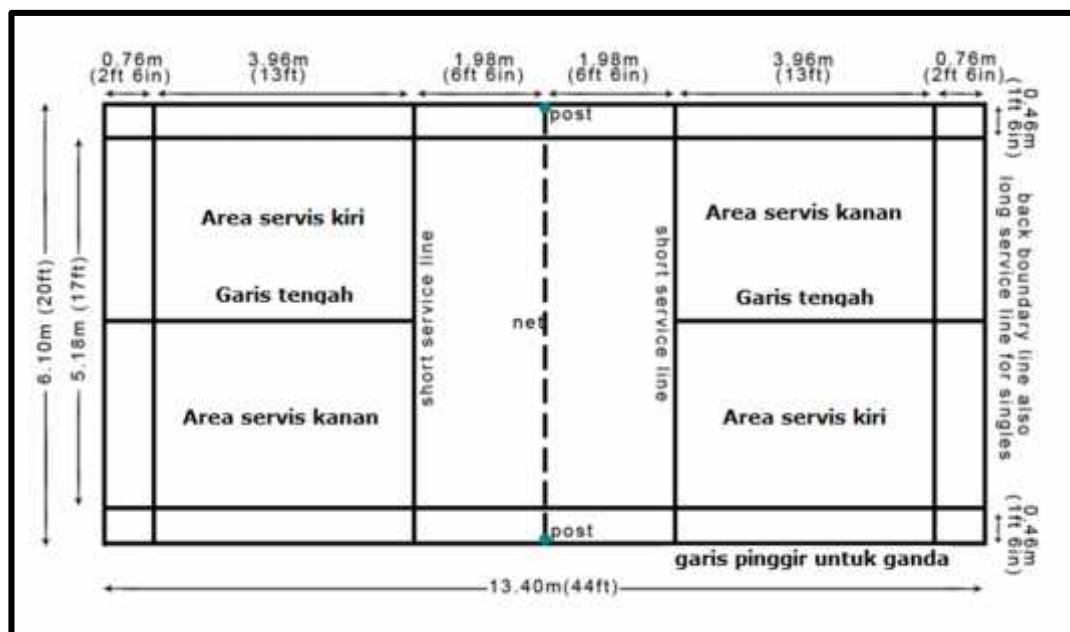 0.76m
(2ft 6in)
3.96m
(13ft)
1.98m
(6ft 6in)
1.98m
(6ft 6in)
3.96m
(13ft)
0.76m
(2ft 6in)
0.46m
(1ft 6in)
post
Area servis kiri
Area servis kanan
short service line
short service line
back boundary line also
long service line for singles
6.10m (20ft)
5.18m (17ft)
Garis tengah
Garis tengah
net
Area servis kanan
Area servis kiri
post
0.46m
(1ft 6in)
garis pinggir untuk ganda
13.40m(44ft)